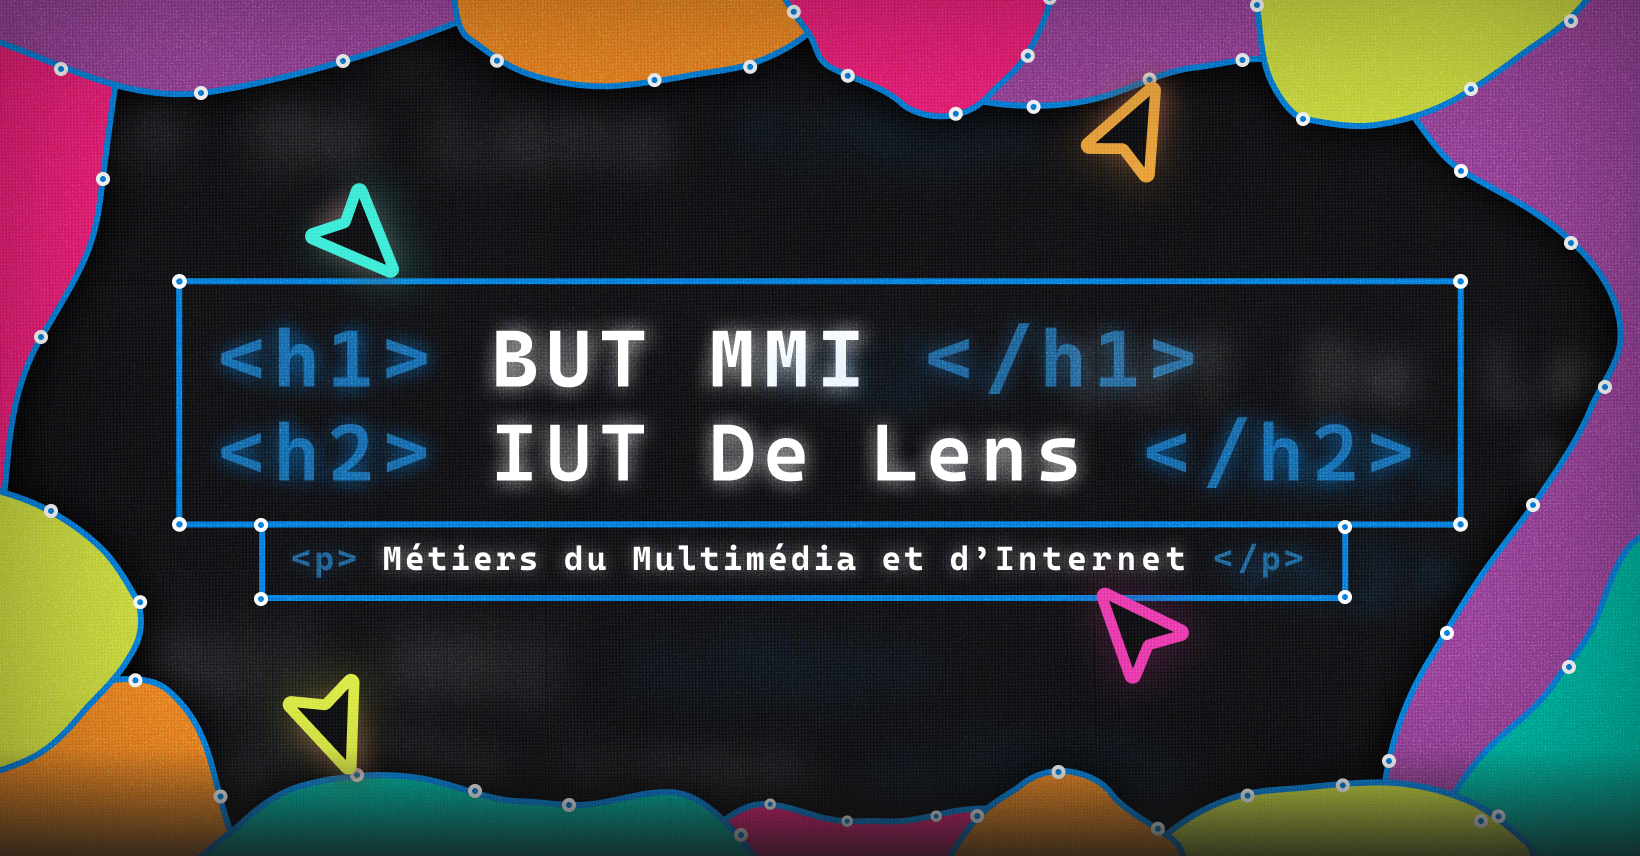 <h1> BUT MMI </h1>
<h2> IUT De Lens </h2>
<p> Métiers du Multimédia et d’Internet </p>